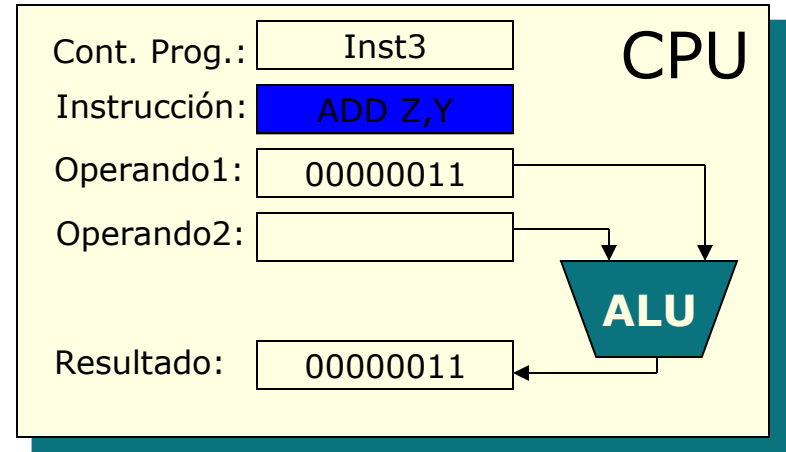 CPU
Cont. Prog.: Inst3
Instrucción: ADD Z,Y
Operando1: 00000011
Operando2:
ALU
Resultado: 00000011